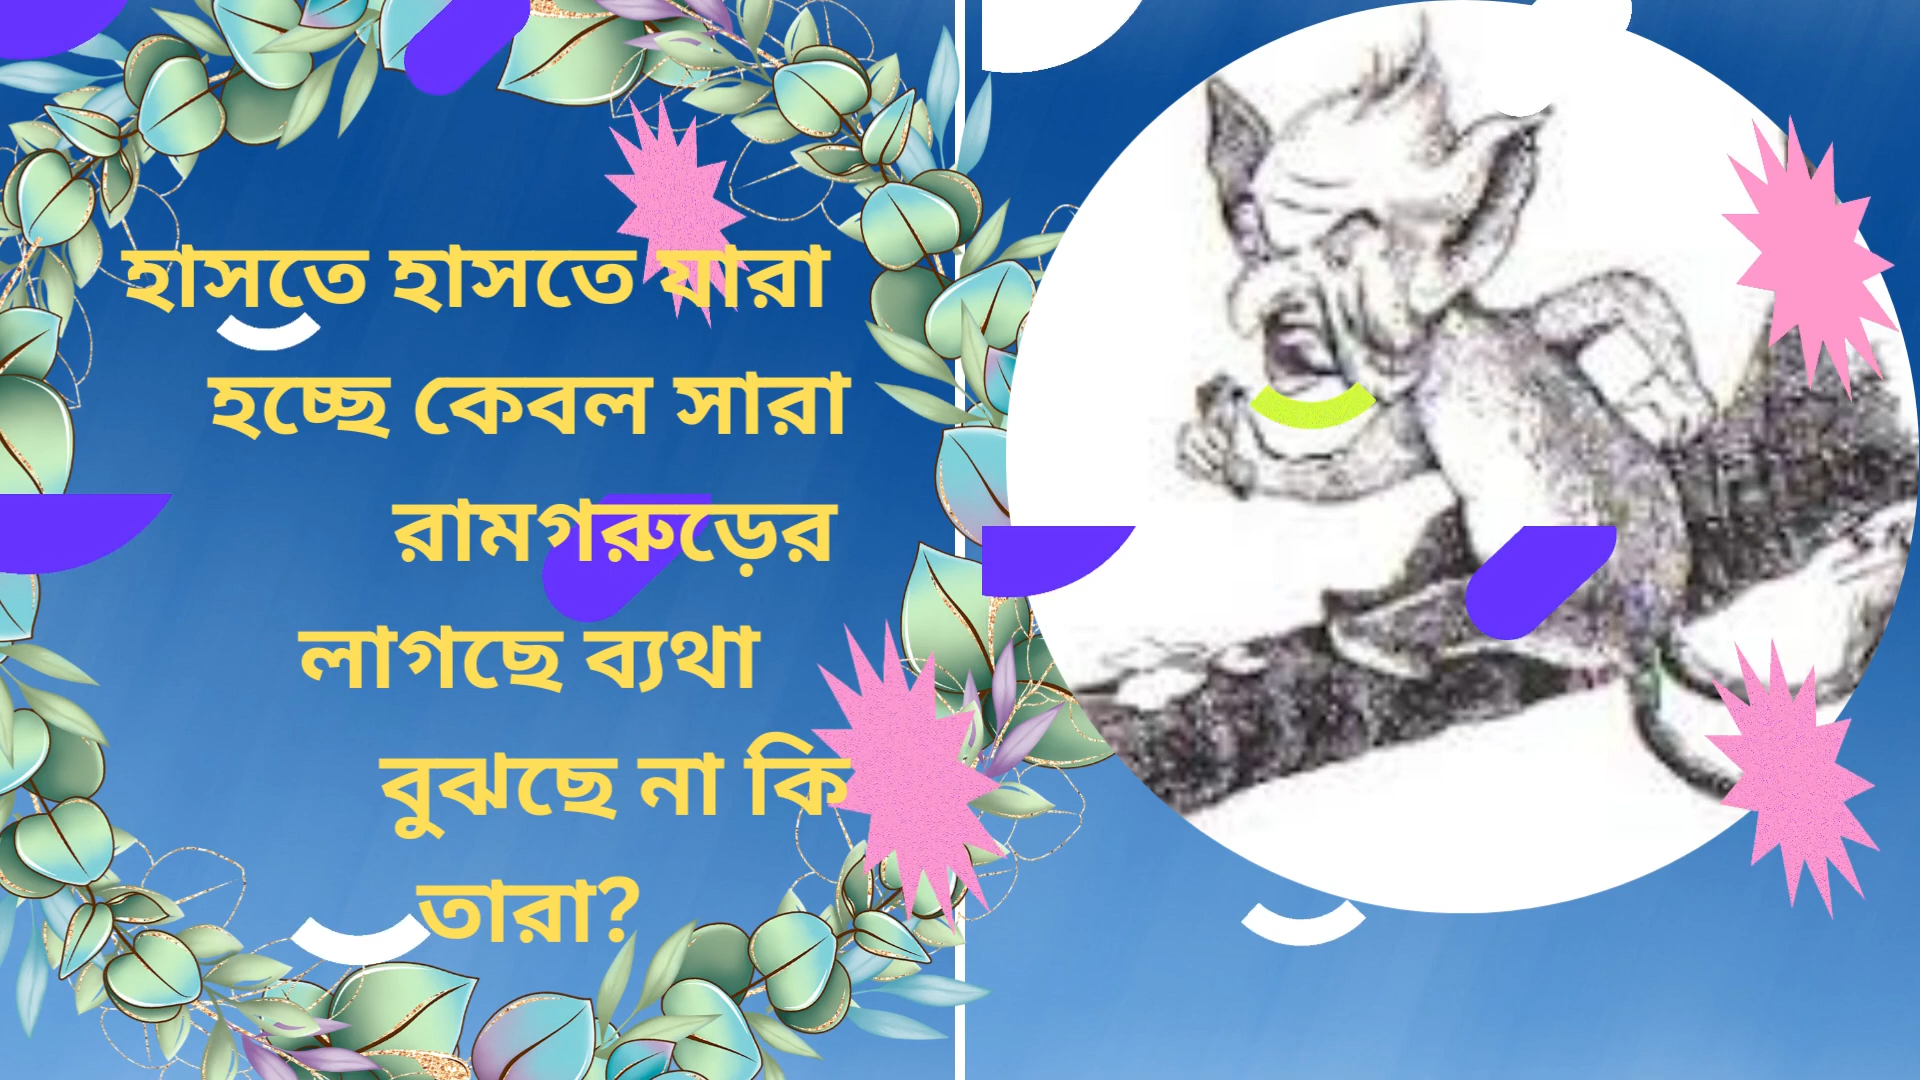 হাসতে হাসতে যারা
হচ্ছে কেবল সারা
রামগরুড়ের
লাগছে ব্যথা
বুঝছে না কি
তারা?